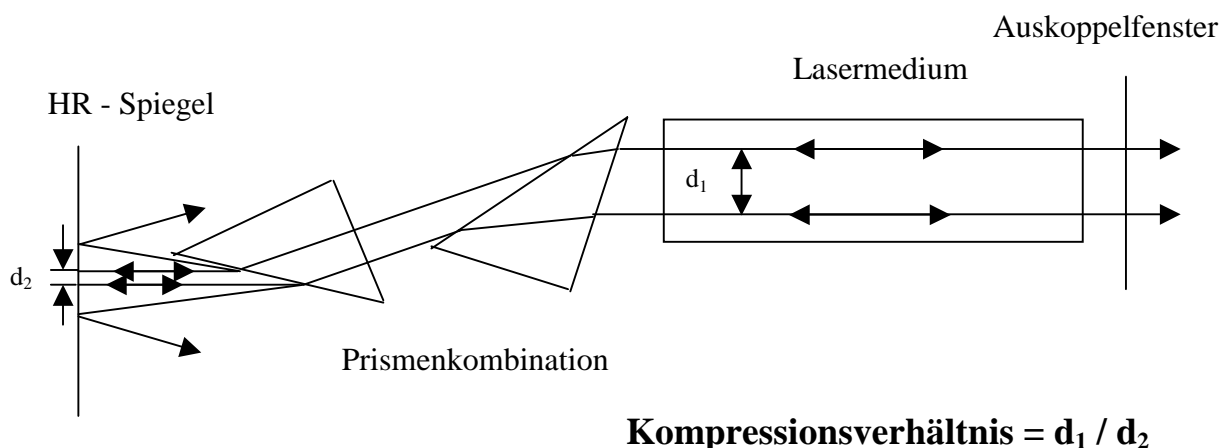 Auskoppelfenster
Lasermedium
HR - Spiegel
d₁
d₂
Prismenkombination
Kompressionsverhältnis = d₁ / d₂